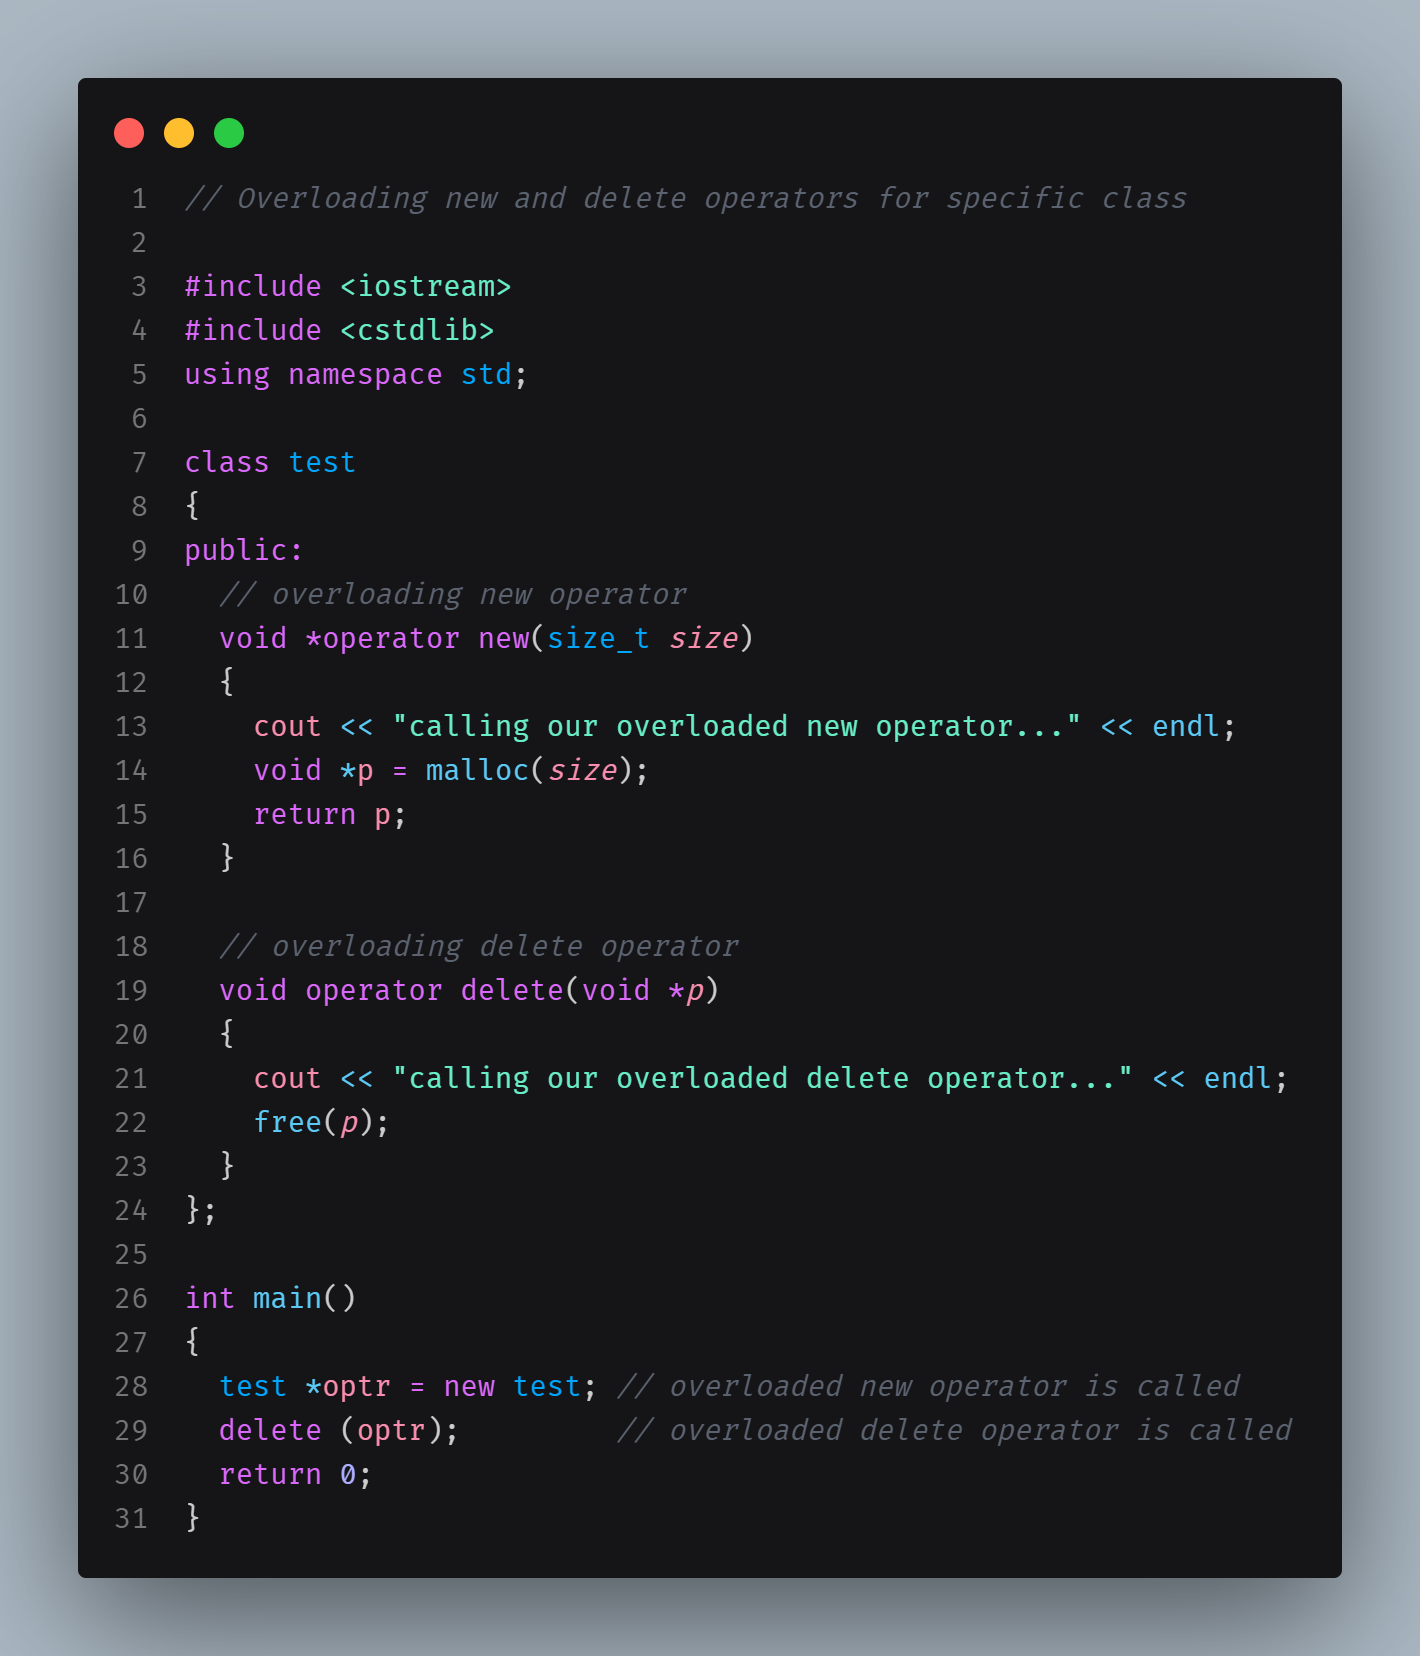 1 // Overloading new and delete operators for specific class
2
3 #include <iostream>
4 #include <cstdlib>
5 using namespace std;
6
7 class test
8 {
9 public:
10   // overloading new operator
11   void *operator new(size_t size)
12   {
13     cout << "calling our overloaded new operator..." << endl;
14     void *p = malloc(size);
15     return p;
16   }
17
18   // overloading delete operator
19   void operator delete(void *p)
20   {
21     cout << "calling our overloaded delete operator..." << endl;
22     free(p);
23   }
24 };
25
26 int main()
27 {
28   test *optr = new test; // overloaded new operator is called
29   delete (optr);         // overloaded delete operator is called
30   return 0;
31 }